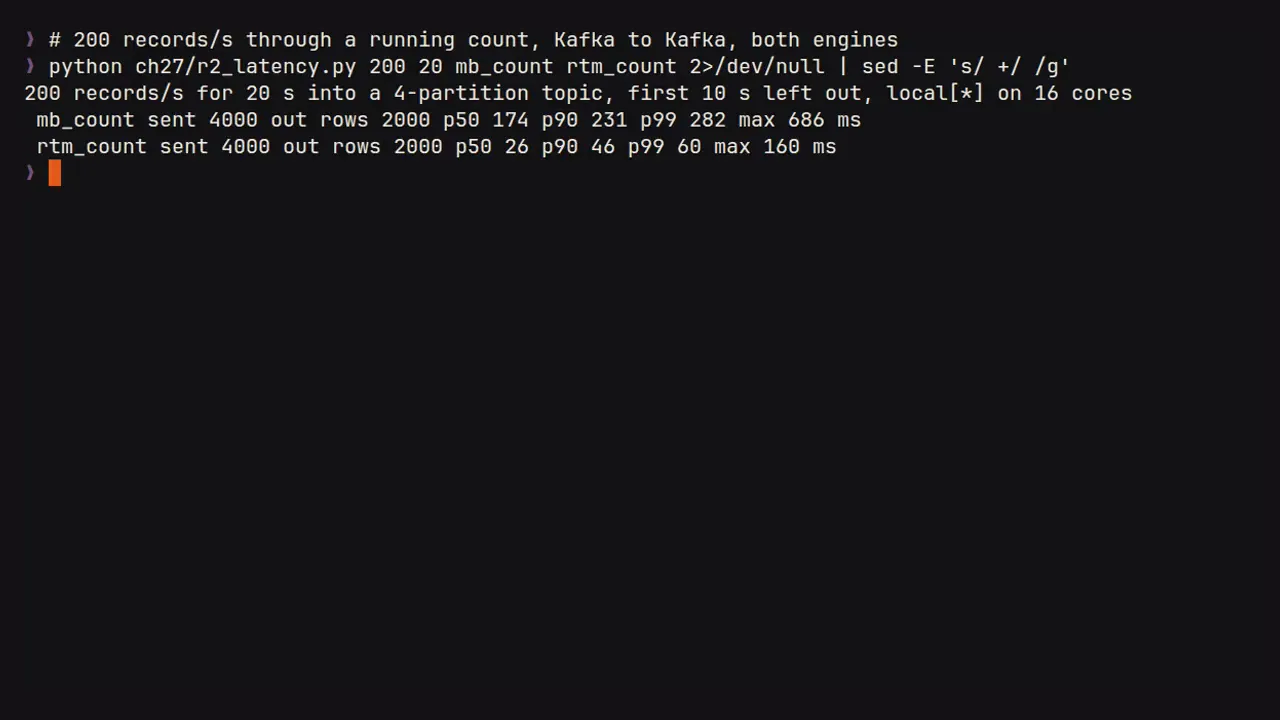 ❯ # 200 records/s through a running count, Kafka to Kafka, both engines
❯ python ch27/r2_latency.py 200 20 mb_count rtm_count 2>/dev/null | sed -E 's/ +/ /g'
200 records/s for 20 s into a 4-partition topic, first 10 s left out, local[*] on 16 cores
 mb_count sent 4000 out rows 2000 p50 174 p90 231 p99 282 max 686 ms
 rtm_count sent 4000 out rows 2000 p50 26 p90 46 p99 60 max 160 ms
❯